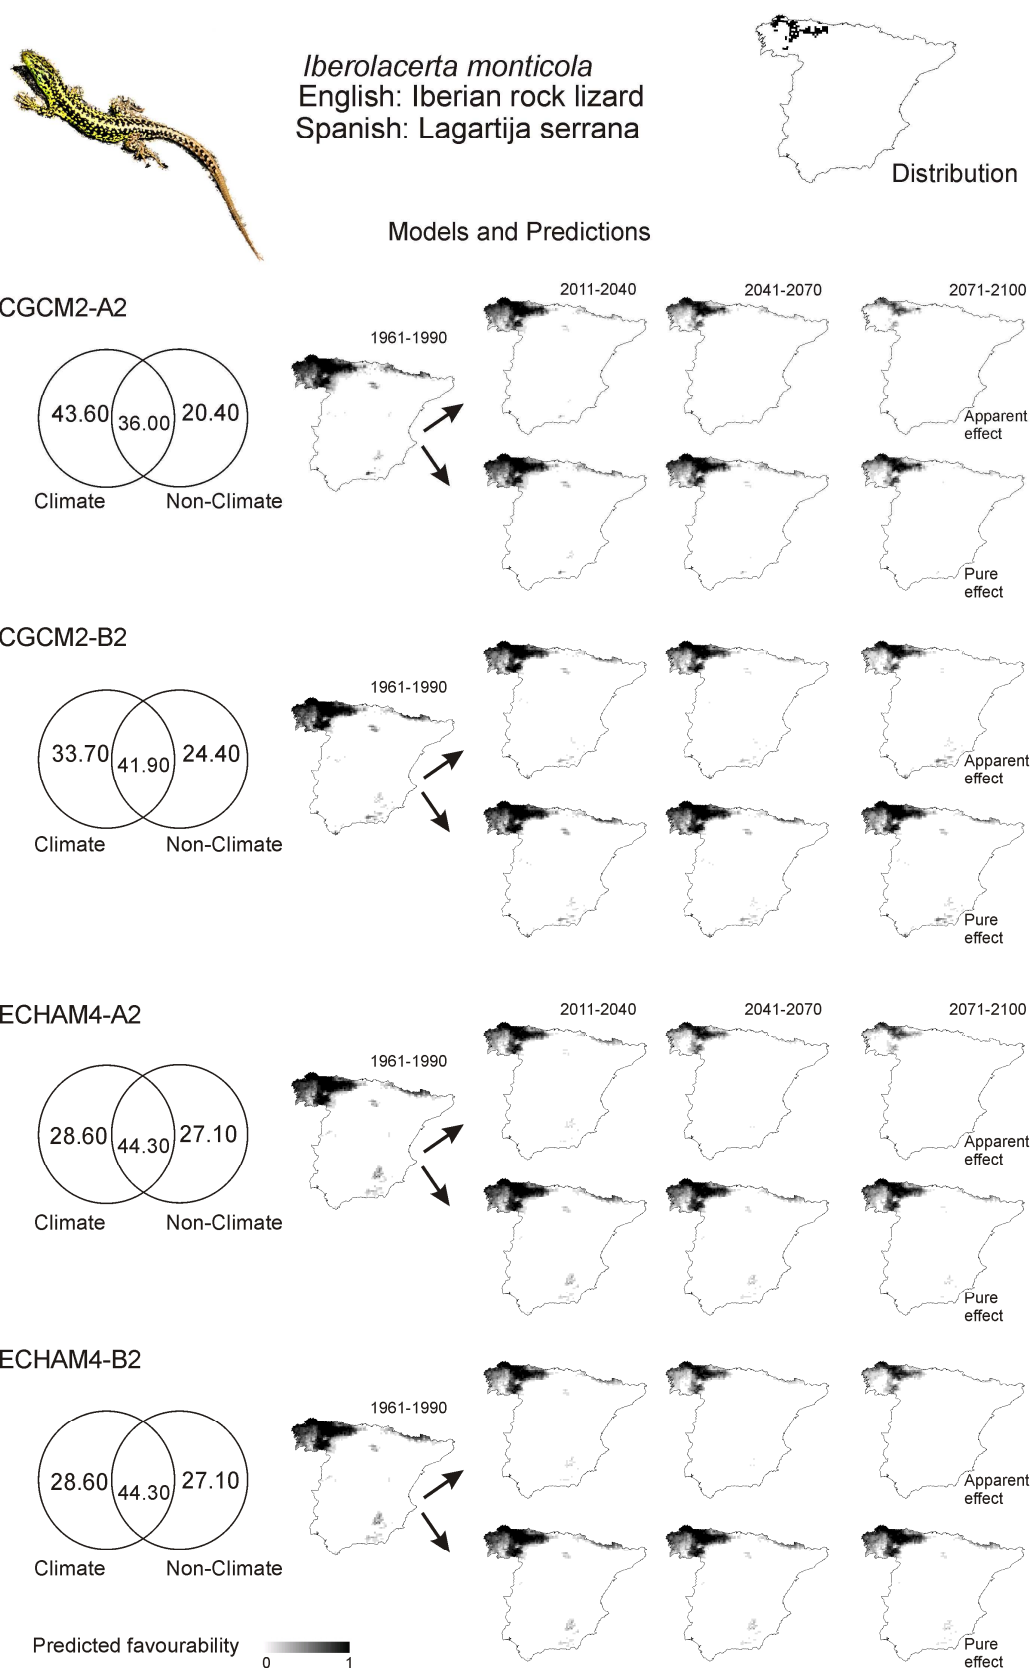 Iberolacerta monticola
English: Iberian rock lizard
Spanish: Lagartija serrana
Distribution
Models and Predictions
CGCM2-A2
1961-1990
2011-2040
2041-2070
2071-2100
43.60
36.00
20.40
Climate
Non-Climate
Apparent
effect
Pure
effect
CGCM2-B2
1961-1990
33.70
41.90
24.40
Climate
Non-Climate
Apparent
effect
Pure
effect
ECHAM4-A2
1961-1990
2011-2040
2041-2070
2071-2100
28.60
44.30
27.10
Climate
Non-Climate
Apparent
effect
Pure
effect
ECHAM4-B2
1961-1990
28.60
44.30
27.10
Climate
Non-Climate
Apparent
effect
Pure
effect
Predicted favourability
0
1